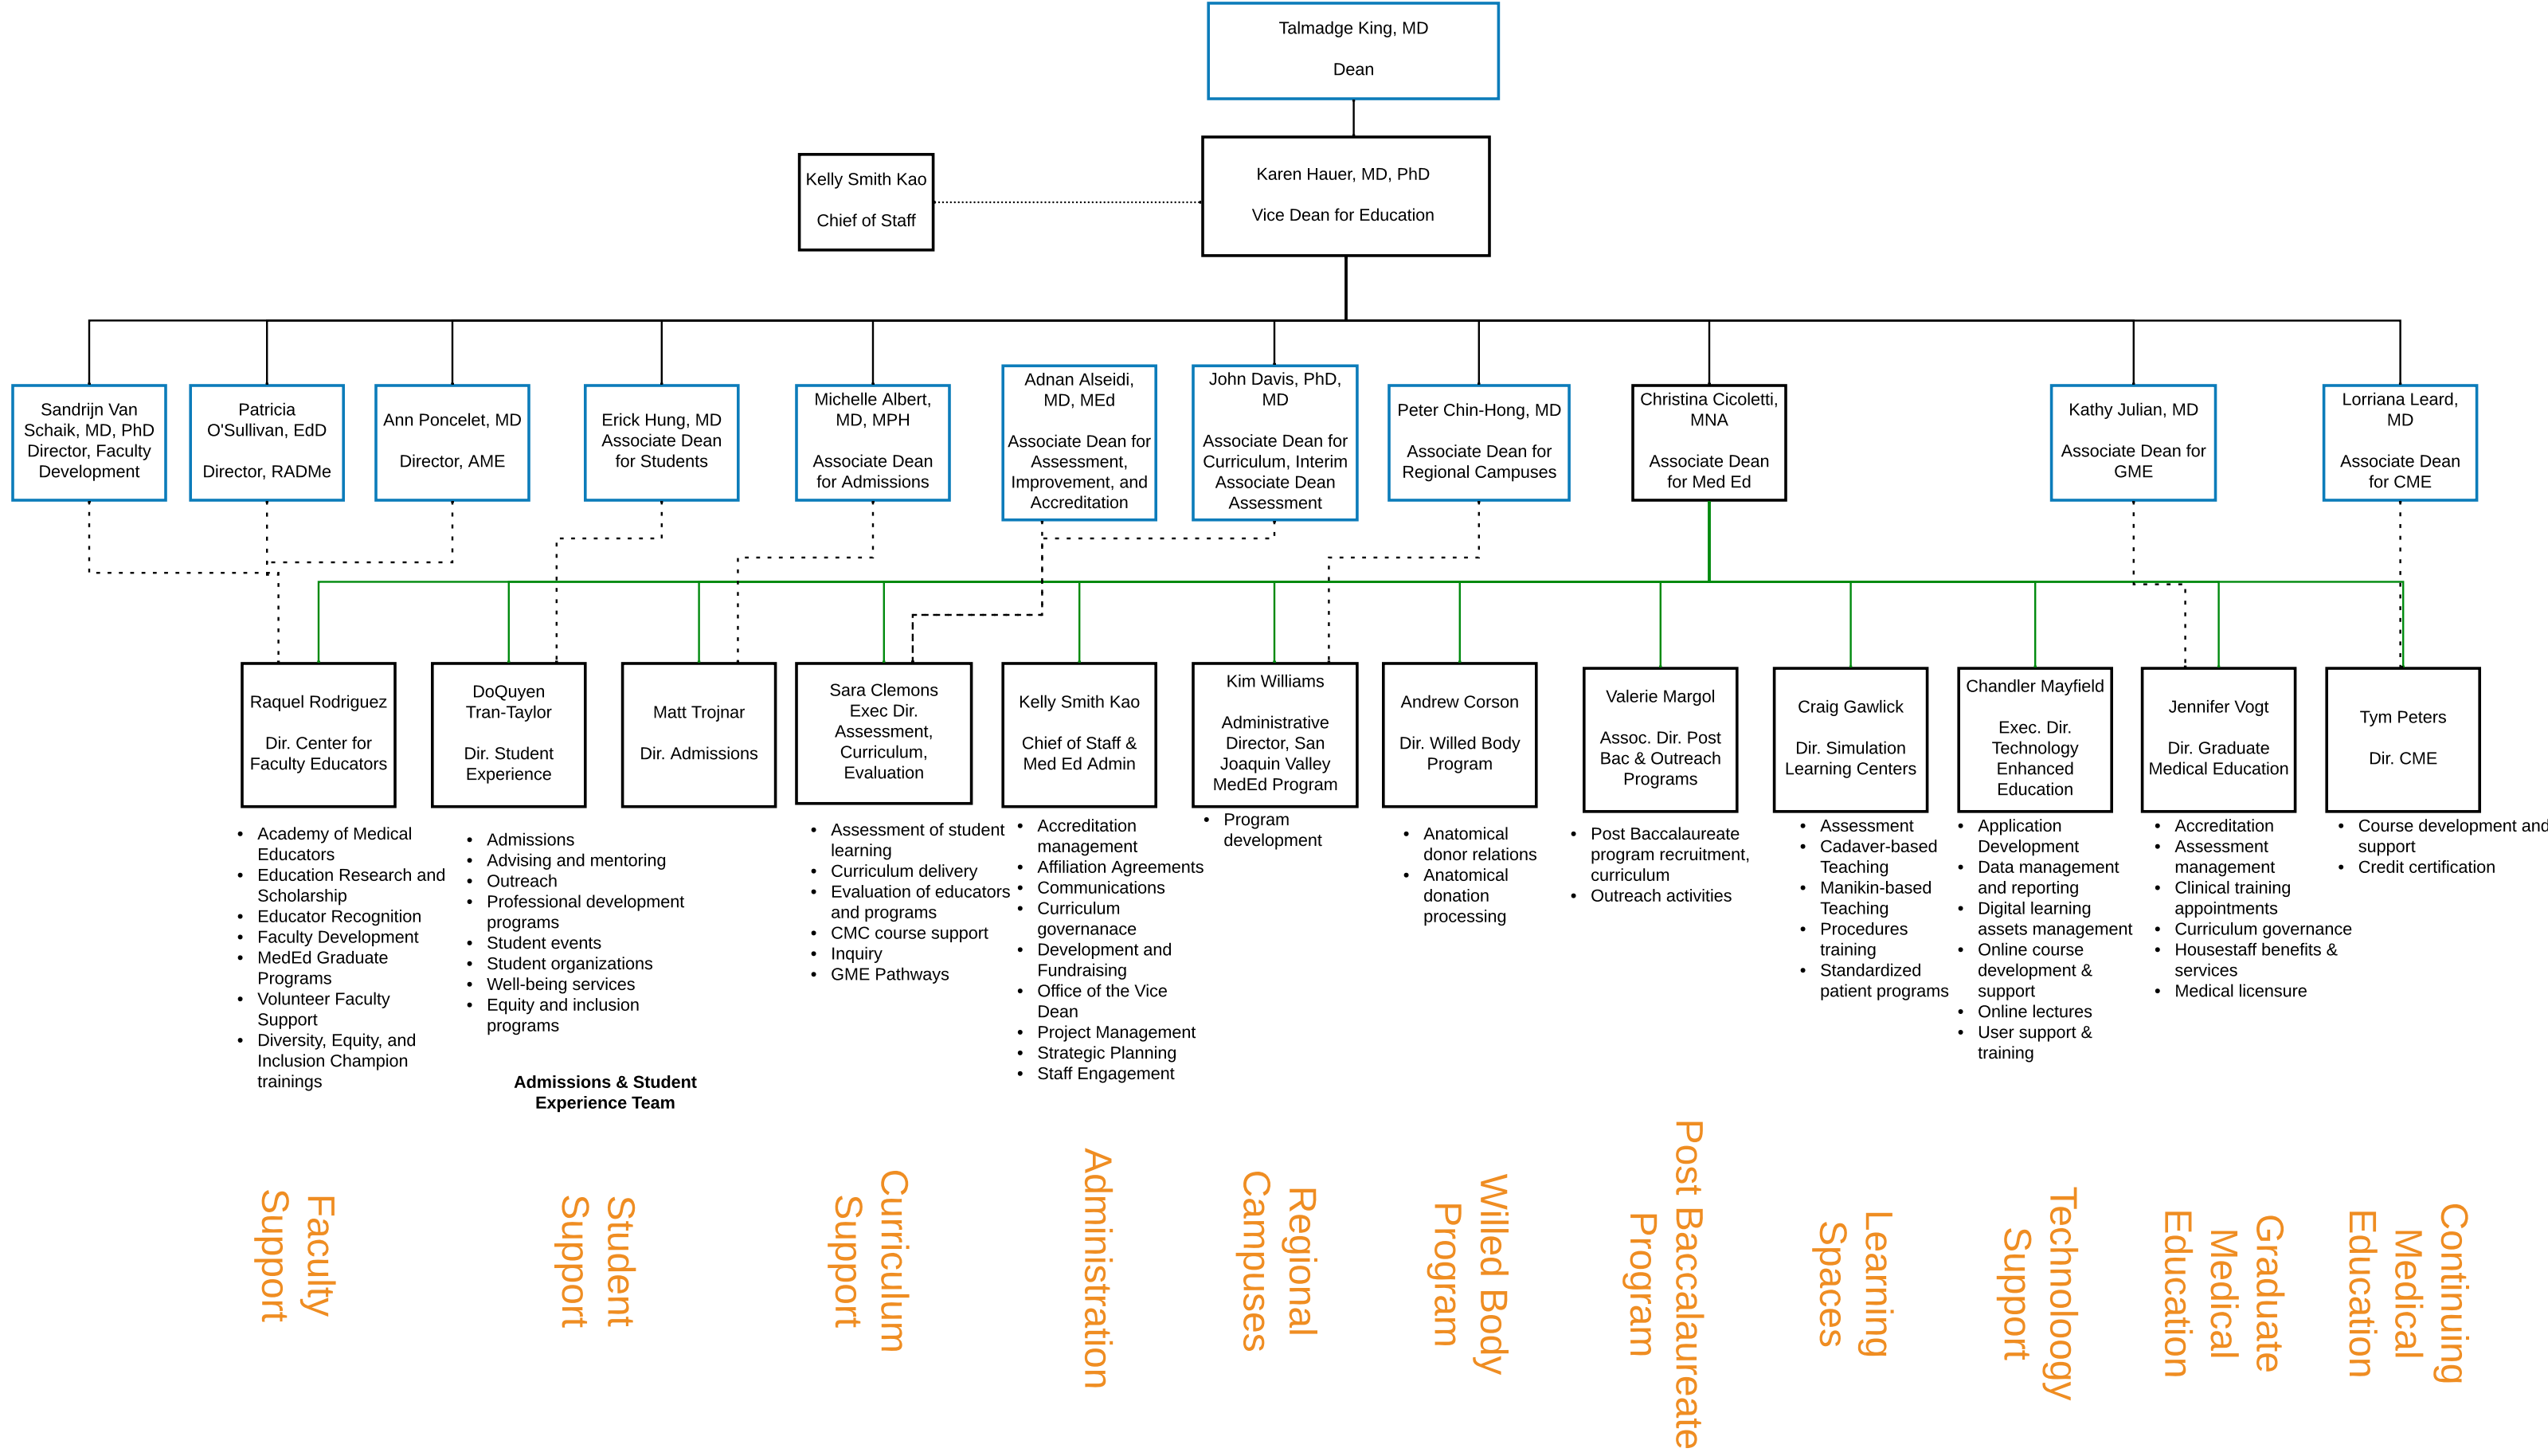 Talmadge King, MD
Dean
Kelly Smith Kao
Chief of Staff
Karen Hauer, MD, PhD
Vice Dean for Education
Sandrijn Van
Schaik, MD, PhD
Director, Faculty
Development
Patricia
O'Sullivan, EdD
Director, RADMe
Ann Poncelet, MD
Director, AME
Erick Hung, MD
Associate Dean
for Students
Michelle Albert,
MD, MPH
Associate Dean
for Admissions
Adnan Alseidi,
MD, MEd
Associate Dean for
Assessment,
Improvement, and
Accreditation
John Davis, PhD,
MD
Associate Dean for
Curriculum, Interim
Associate Dean
Assessment
Peter Chin-Hong, MD
Associate Dean for
Regional Campuses
Christina Cicoletti,
MNA
Associate Dean
for Med Ed
Kathy Julian, MD
Associate Dean for
GME
Lorriana Leard,
MD
Associate Dean
for CME
Raquel Rodriguez
Dir. Center for
Faculty Educators
DoQuyen
Tran-Taylor
Dir. Student
Experience
Matt Trojnar
Dir. Admissions
Sara Clemons
Exec Dir.
Assessment,
Curriculum,
Evaluation
Kelly Smith Kao
Chief of Staff &
Med Ed Admin
Kim Williams
Administrative
Director, San
Joaquin Valley
MedEd Program
Andrew Corson
Dir. Willed Body
Program
Valerie Margol
Assoc. Dir. Post
Bac & Outreach
Programs
Craig Gawlick
Dir. Simulation
Learning Centers
Chandler Mayfield
Exec. Dir.
Technology
Enhanced
Education
Jennifer Vogt
Dir. Graduate
Medical Education
Tym Peters
Dir. CME
• Academy of Medical
Educators
• Education Research and
Scholarship
• Educator Recognition
• Faculty Development
• MedEd Graduate
Programs
• Volunteer Faculty
Support
• Diversity, Equity, and
Inclusion Champion
trainings
• Admissions
• Advising and mentoring
• Outreach
• Professional development
programs
• Student events
• Student organizations
• Well-being services
• Equity and inclusion
programs
Admissions & Student
Experience Team
• Assessment of student
learning
• Curriculum delivery
• Evaluation of educators
and programs
• CMC course support
• Inquiry
• GME Pathways
• Accreditation
management
• Affiliation Agreements
• Communications
• Curriculum
governanace
• Development and
Fundraising
• Office of the Vice
Dean
• Project Management
• Strategic Planning
• Staff Engagement
• Program
development
• Anatomical
donor relations
• Anatomical
donation
processing
• Post Baccalaureate
program recruitment,
curriculum
• Outreach activities
• Assessment
• Cadaver-based
Teaching
• Manikin-based
Teaching
• Procedures
training
• Standardized
patient programs
• Application
Development
• Data management
and reporting
• Digital learning
assets management
• Online course
development &
support
• Online lectures
• User support &
training
• Accreditation
• Assessment
management
• Clinical training
appointments
• Curriculum governance
• Housestaff benefits &
services
• Medical licensure
• Course development and
support
• Credit certification
Faculty
Support
Student
Support
Curriculum
Support
Administration
Regional
Campuses
Willed Body
Program
Post Baccalaureate
Program
Learning
Spaces
Technology
Support
Graduate
Medical
Education
Continuing
Medical
Education